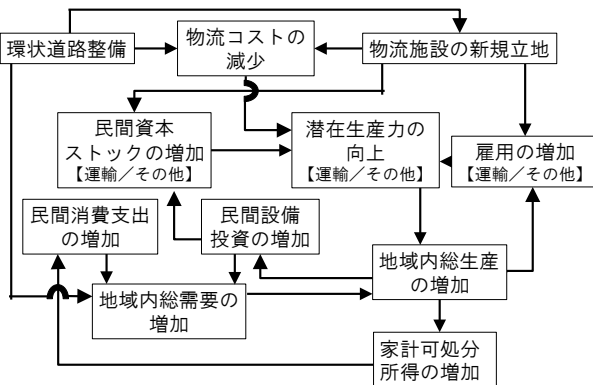 環状道路整備
物流コストの
減少
物流施設の新規立地
民間資本
ストックの増加
【運輸／その他】
潜在生産力の
向上
【運輸／その他】
雇用の増加
【運輸／その他】
民間消費支出
の増加
民間設備
投資の増加
地域内総生産
の増加
地域内総需要の
増加
家計可処分
所得の増加